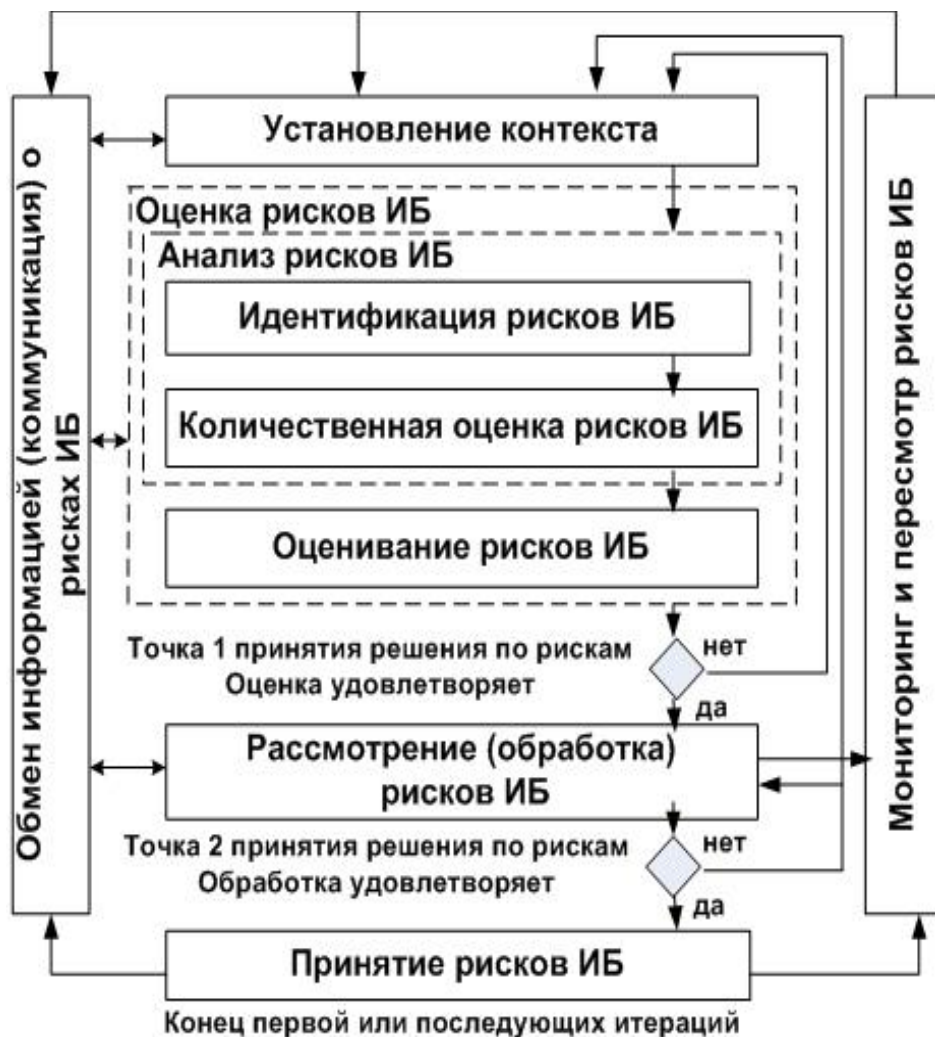 Установление контекста
Оценка рисков ИБ
Анализ рисков ИБ
Идентификация рисков ИБ
Количественная оценка рисков ИБ
Оценивание рисков ИБ
Точка 1 принятия решения по рискам
Оценка удовлетворяет
нет
да
Рассмотрение (обработка)
рисков ИБ
Точка 2 принятия решения по рискам
Обработка удовлетворяет
нет
да
Принятие рисков ИБ
Конец первой или последующих итераций
Обмен информацией (коммуникация) о
рисках ИБ
Мониторинг и пересмотр рисков ИБ